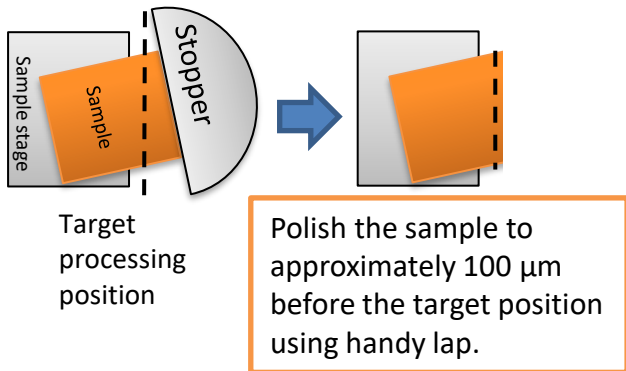 Sample stage
Sample
Stopper
Target
processing
position
Polish the sample to
approximately 100 μm
before the target position
using handy lap.